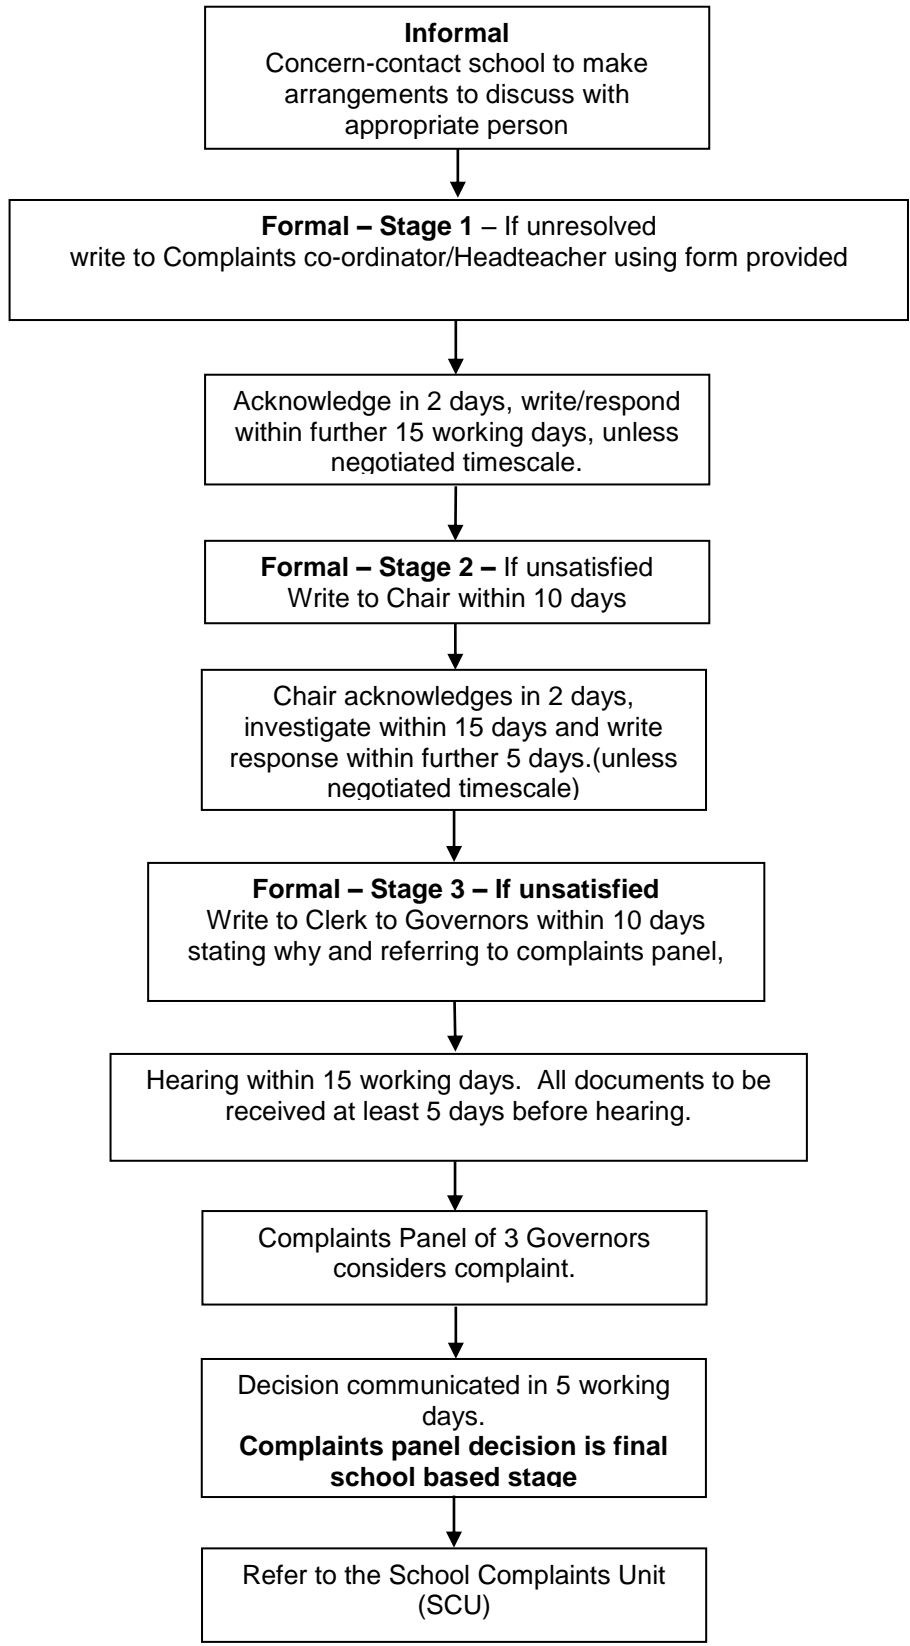 Informal
Concern-contact school to make
arrangements to discuss with
appropriate person
Formal – Stage 1 – If unresolved
write to Complaints co-ordinator/Headteacher using form provided
Acknowledge in 2 days, write/respond
within further 15 working days, unless
negotiated timescale.
Formal – Stage 2 – If unsatisfied
Write to Chair within 10 days
Chair acknowledges in 2 days,
investigate within 15 days and write
response within further 5 days.(unless
negotiated timescale)
Formal – Stage 3 – If unsatisfied
Write to Clerk to Governors within 10 days
stating why and referring to complaints panel,
Hearing within 15 working days.  All documents to be
received at least 5 days before hearing.
Complaints Panel of 3 Governors
considers complaint.
Decision communicated in 5 working
days.
Complaints panel decision is final
school based stage
Refer to the School Complaints Unit
(SCU)